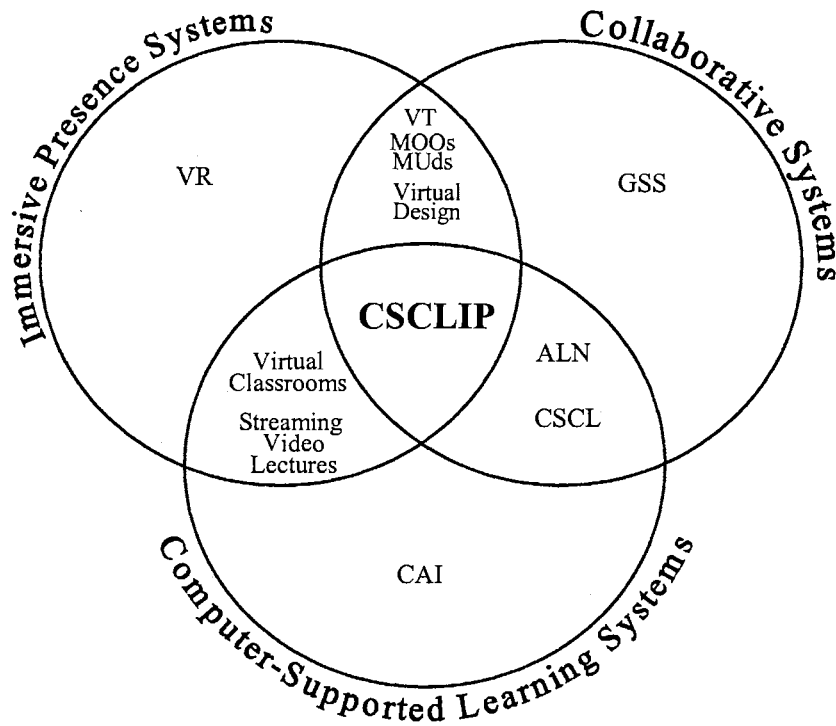 Immersive Presence Systems
Collaborative Systems
VR
VT
MOOs
MUds
Virtual
Design
GSS
CSCLIP
Virtual
Classrooms
Streaming
Video
Lectures
ALN
CSCL
CAI
Computer-Supported Learning Systems